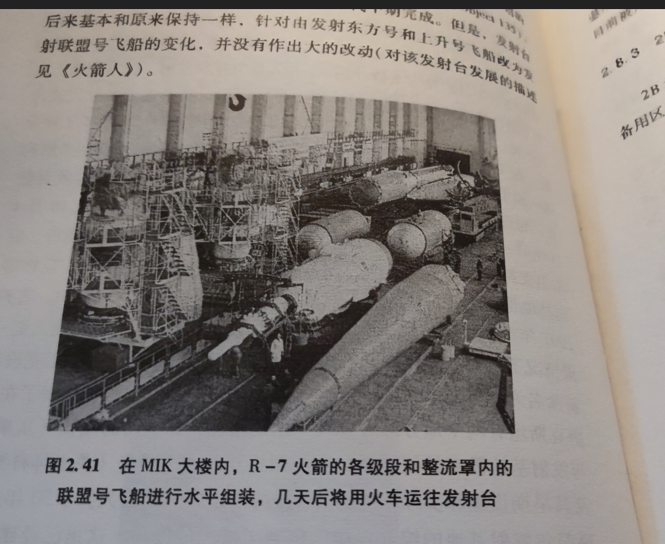 期完成。但是，发射台
后来基本和原来保持一样，针对由发射东方号和上升号飞船改为发
射联盟号飞船的变化，并没有作出大的改动(对该发射台发展的描述
见《火箭人》)。
图2.41 在 MIK 大楼内，R-7 火箭的各级段和整流罩内的
联盟号飞船进行水平组装，几天后将用火车运往发射台
目前被
2.8.3 2
2B
备用区